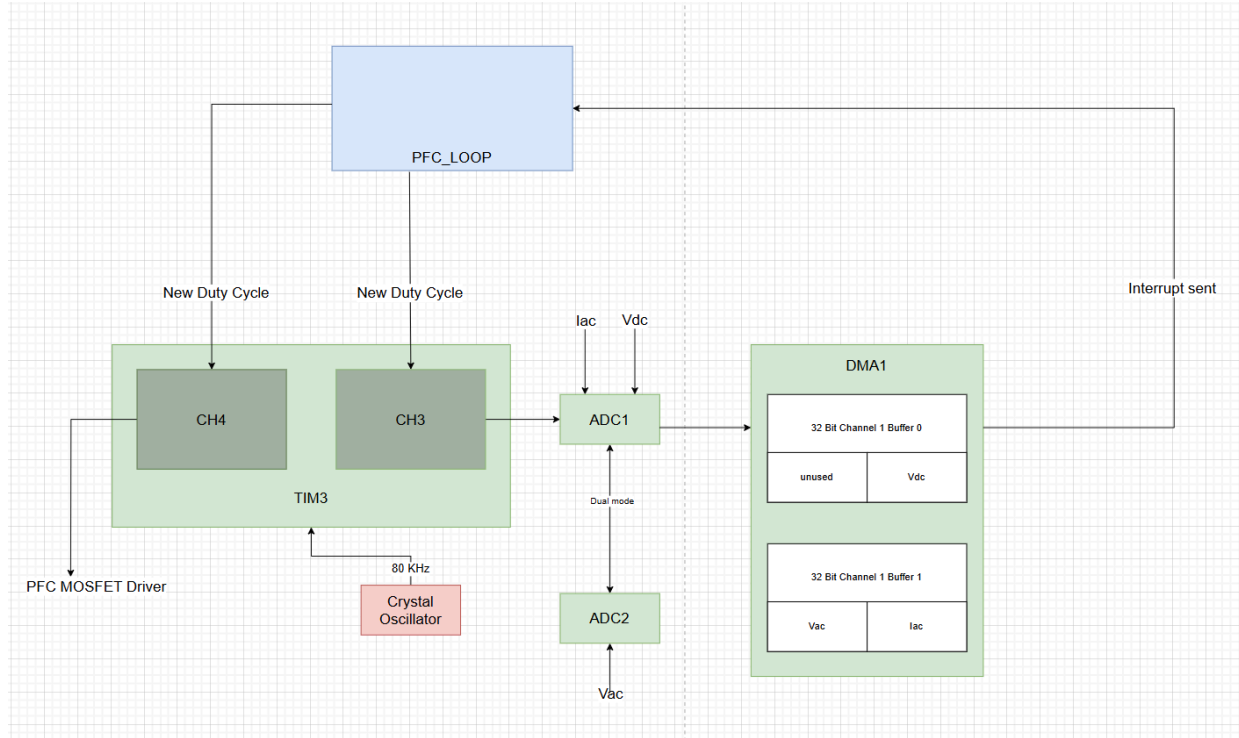 PFC_LOOP
New Duty Cycle
New Duty Cycle
Interrupt sent
Iac
Vdc
DMA1
CH4
CH3
ADC1
32 Bit Channel 1 Buffer 0
unused
Vdc
TIM3
Dual mode
80 KHz
PFC MOSFET Driver
32 Bit Channel 1 Buffer 1
Crystal
Oscillator
ADC2
Vac
Iac
Vac